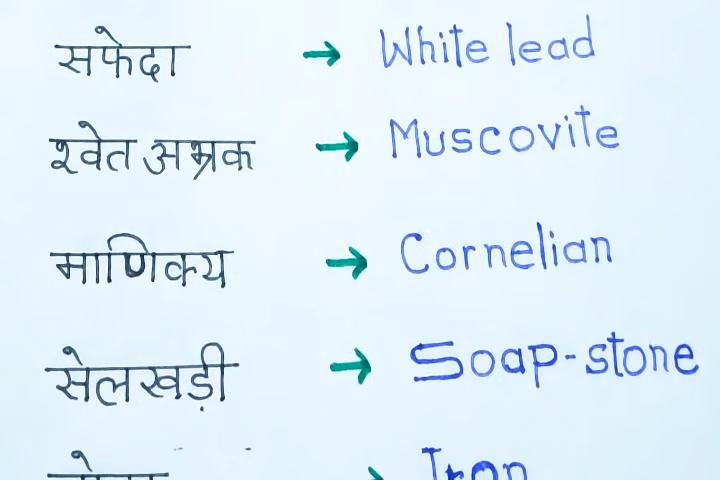 सफेदा → White lead
श्वेत अभ्रक → Muscovite
माणिक्य → Cornelian
सेलखड़ी → Soap-stone
→ Iron